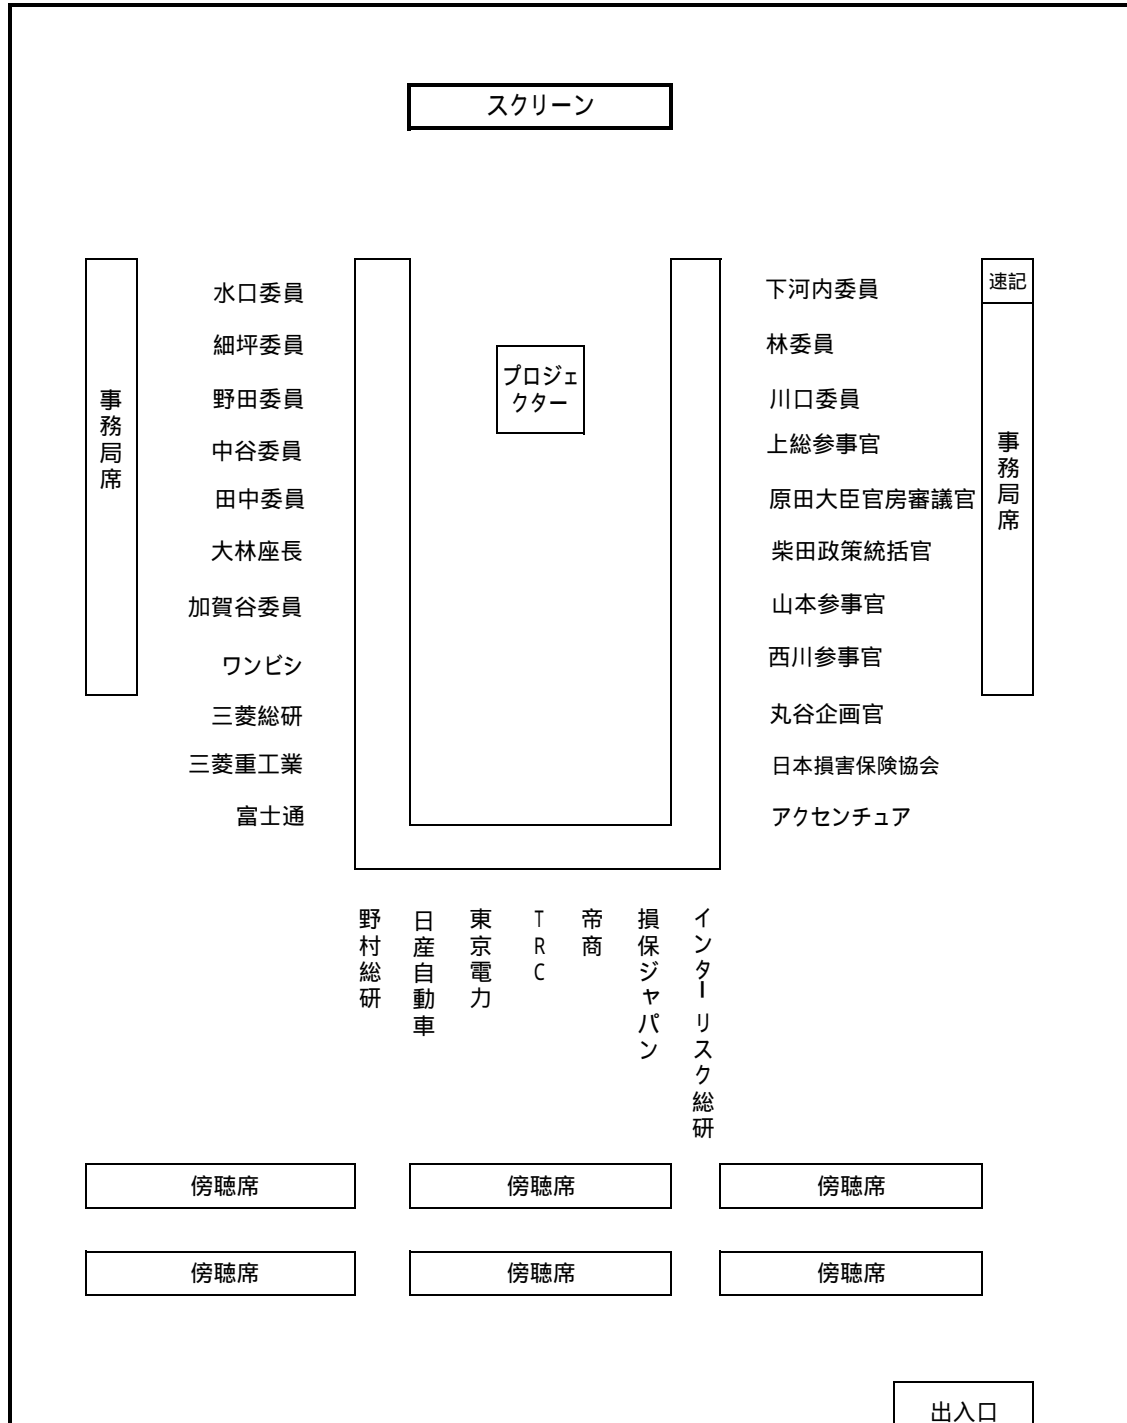 スクリーン
事務局席
水口委員
細坪委員
野田委員
中谷委員
田中委員
大林座長
加賀谷委員
ワンビシ
三菱総研
三菱重工業
富士通
プロジェ
クター
下河内委員
林委員
川口委員
上総参事官
原田大臣官房審議官
柴田政策統括官
山本参事官
西川参事官
丸谷企画官
日本損害保険協会
アクセンチュア
速記
事務局席
野村総研
日産自動車
東京電力
TRC
帝商
損保ジャパン
インターリスク総研
傍聴席
傍聴席
傍聴席
傍聴席
傍聴席
傍聴席
出入口